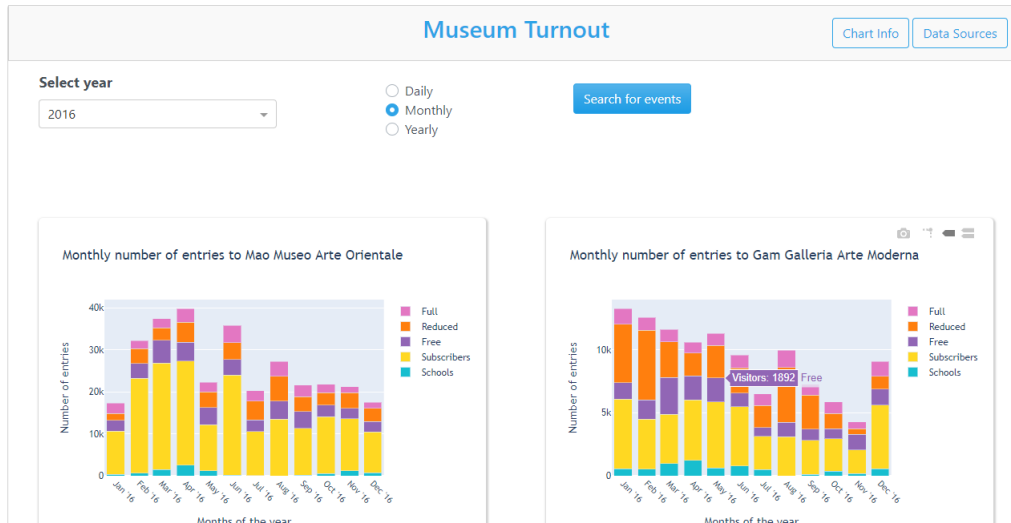 Museum Turnout
Chart Info
Data Sources
Select year
2016
Daily
Monthly
Yearly
Search for events
Monthly number of entries to Mao Museo Arte Orientale
Number of entries
40k
30k
20k
10k
0
Jan '16
Feb '16
Mar '16
Apr '16
May '16
Jun '16
Jul '16
Aug '16
Sep '16
Oct '16
Nov '16
Dec '16
Months of the year
Full
Reduced
Free
Subscribers
Schools
Monthly number of entries to Gam Galleria Arte Moderna
Number of entries
10k
5k
0
Visitors: 1892 Free
Jan '16
Feb '16
Mar '16
Apr '16
May '16
Jun '16
Jul '16
Aug '16
Sep '16
Oct '16
Nov '16
Dec '16
Months of the year
Full
Reduced
Free
Subscribers
Schools